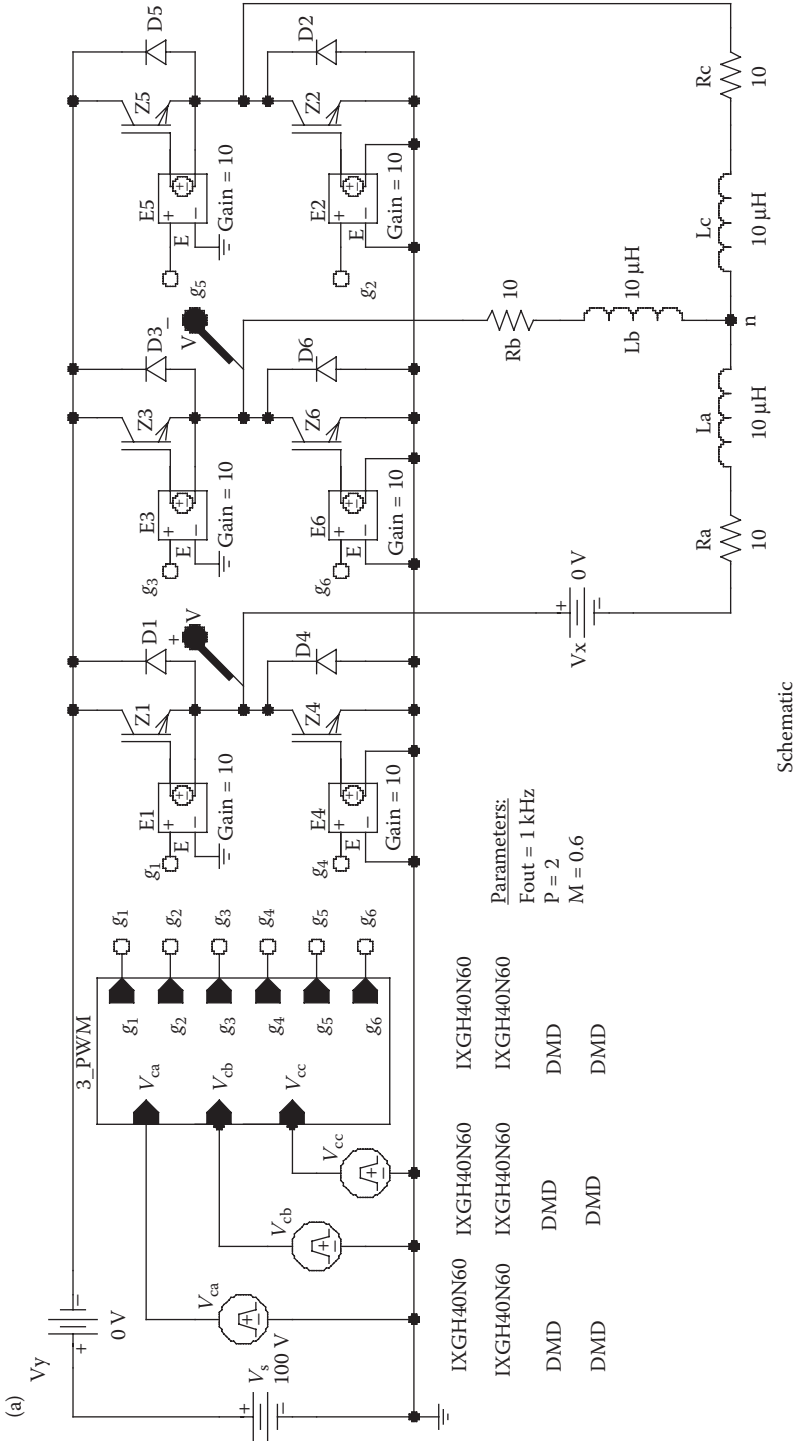 (a)
Vy
+ −
0 V
Vs
100 V
+
−
Vca
Vcb
Vcc
+
−
+
−
+
−
3_PWM
Vca
Vcb
Vcc
g1
g2
g3
g4
g5
g6
g1
g2
g3
g4
g5
g6
g1
E1
+
E
−
+
−
Gain = 10
Z1
D1
+
V
g4
E4
+
E
−
+
−
Gain = 10
Z4
D4
g3
E3
+
E
−
+
−
Gain = 10
Z3
D3
−
V
g6
E6
+
E
−
+
−
Gain = 10
Z6
D6
g5
E5
+
E
−
+
−
Gain = 10
Z5
D5
g2
E2
+
E
−
+
−
Gain = 10
Z2
D2
Vx
+
−
0 V
Ra
10
La
10 μH
Rb
10
Lb
10 μH
n
Lc
10 μH
Rc
10
Parameters:
Fout = 1 kHz
P = 2
M = 0.6
IXGH40N60 IXGH40N60 IXGH40N60
IXGH40N60 IXGH40N60 IXGH40N60
DMD DMD DMD
DMD DMD DMD
Schematic